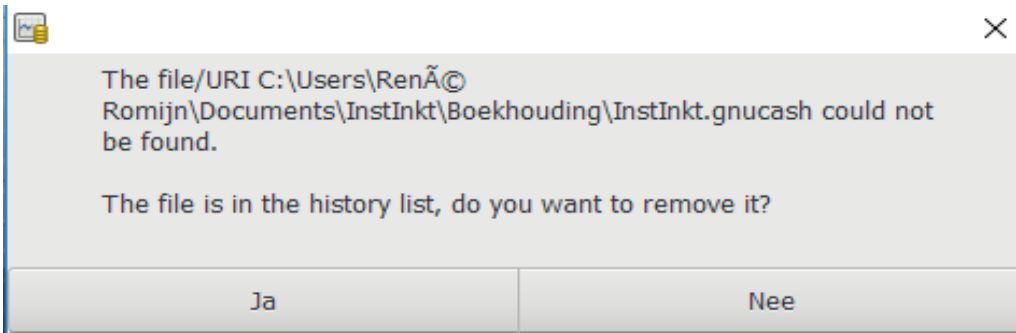 The file/URI C:\Users\RenÃ©
Romijn\Documents\InstInkt\Boekhouding\InstInkt.gnucash could not
be found.
The file is in the history list, do you want to remove it?
Ja
Nee